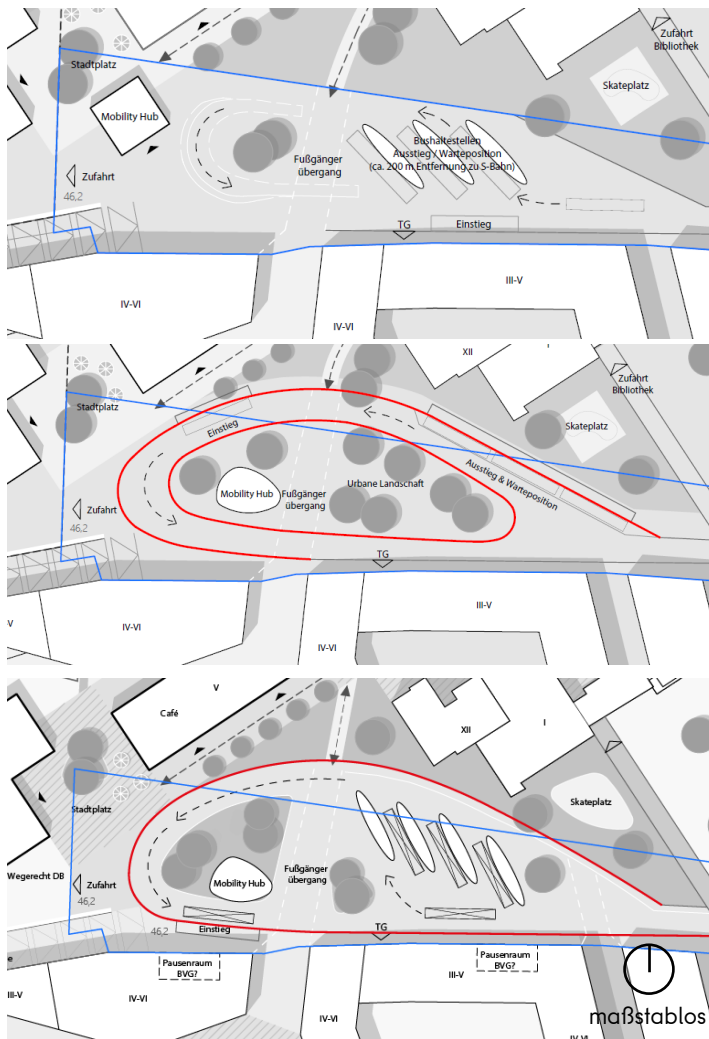 Zufahrt
Bibliothek
Stadtplatz
Skateplatz
Mobility Hub
Bushaltestellen
Ausstieg / Warteposition
(ca. 200 m Entfernung zu S-Bahn)
Fußgänger
übergang
Zufahrt
46,2
TG
Einstieg
III-V
IV-VI
IV-VI
XII
I
Zufahrt
Bibliothek
Stadtplatz
Einstieg
Skateplatz
Ausstieg & Warteposition
Urbane Landschaft
Mobility Hub
Fußgänger
übergang
Zufahrt
46,2
TG
III-V
-V
IV-VI
IV-VI
V
Café
XII
I
Stadtplatz
Skateplatz
Wegerecht DB
Fußgänger
übergang
Zufahrt
Mobility Hub
46,2
46,2
Einstieg
TG
Pausenraum
BVG?
Pausenraum
BVG?
e
III-V
IV-VI
III-V
IV-VI
IV-VI
maßstablos